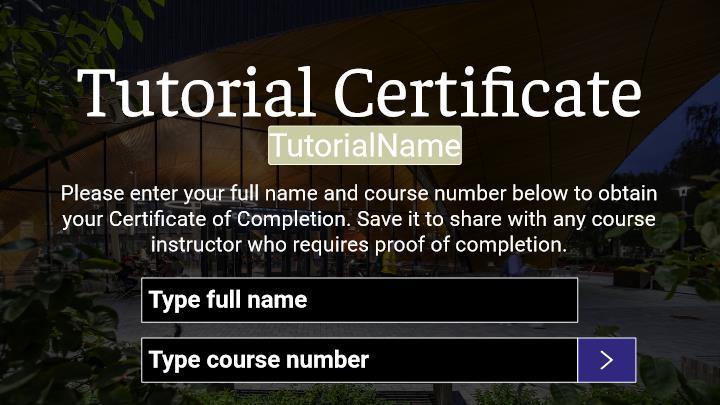 Tutorial Certificate
TutorialName
Please enter your full name and course number below to obtain
your Certificate of Completion. Save it to share with any course
instructor who requires proof of completion.
Type full name
Type course number